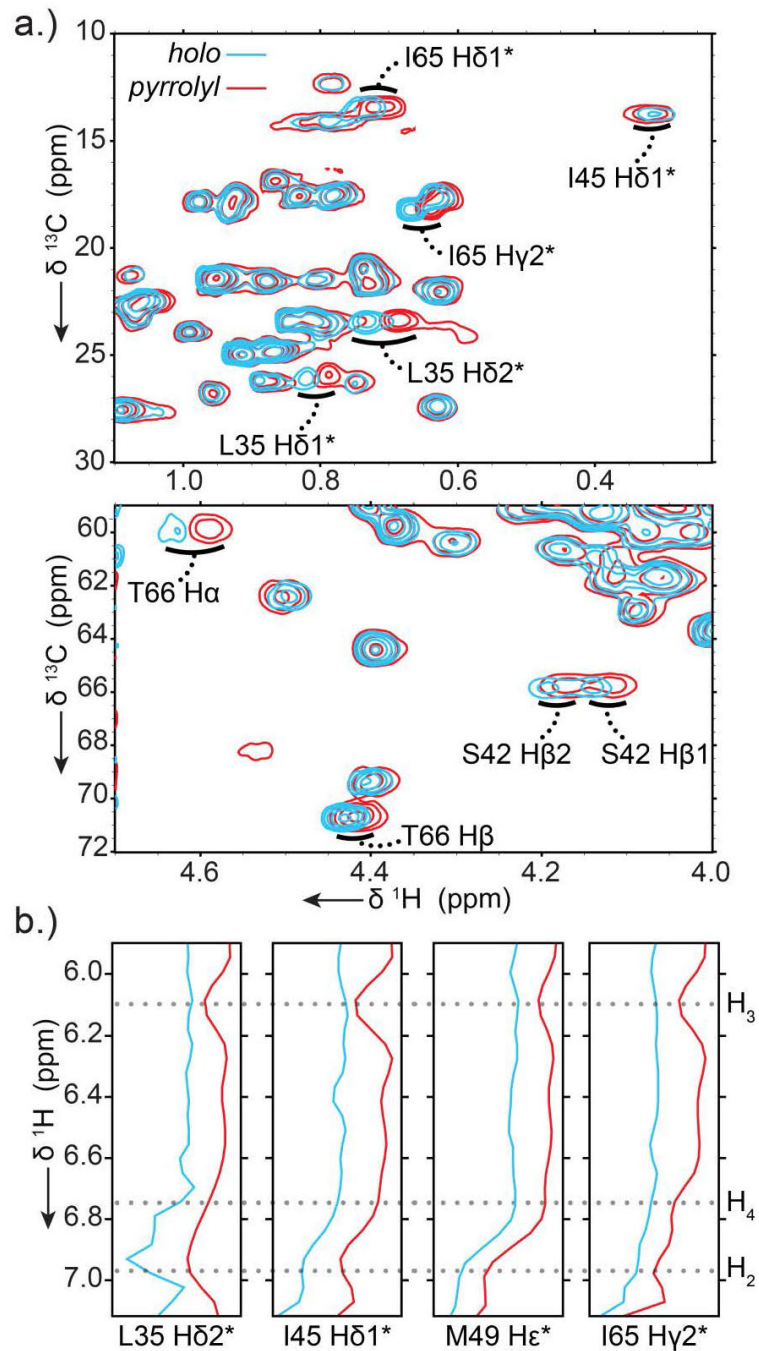 a.)
holo
pyrrolyl
I65 Hδ1*
I45 Hδ1*
I65 Hγ2*
L35 Hδ2*
L35 Hδ1*
10
15
20
25
30
δ ¹³C (ppm)
1.0 0.8 0.6 0.4
60
62
64
66
68
70
72
δ ¹³C (ppm)
T66 Hα
S42 Hβ2 S42 Hβ1
T66 Hβ
4.6 4.4 4.2 4.0
δ ¹H (ppm)
b.)
6.0
6.2
6.4
6.6
6.8
7.0
δ ¹H (ppm)
H₃
H₄
H₂
L35 Hδ2* I45 Hδ1* M49 Hε* I65 Hγ2*